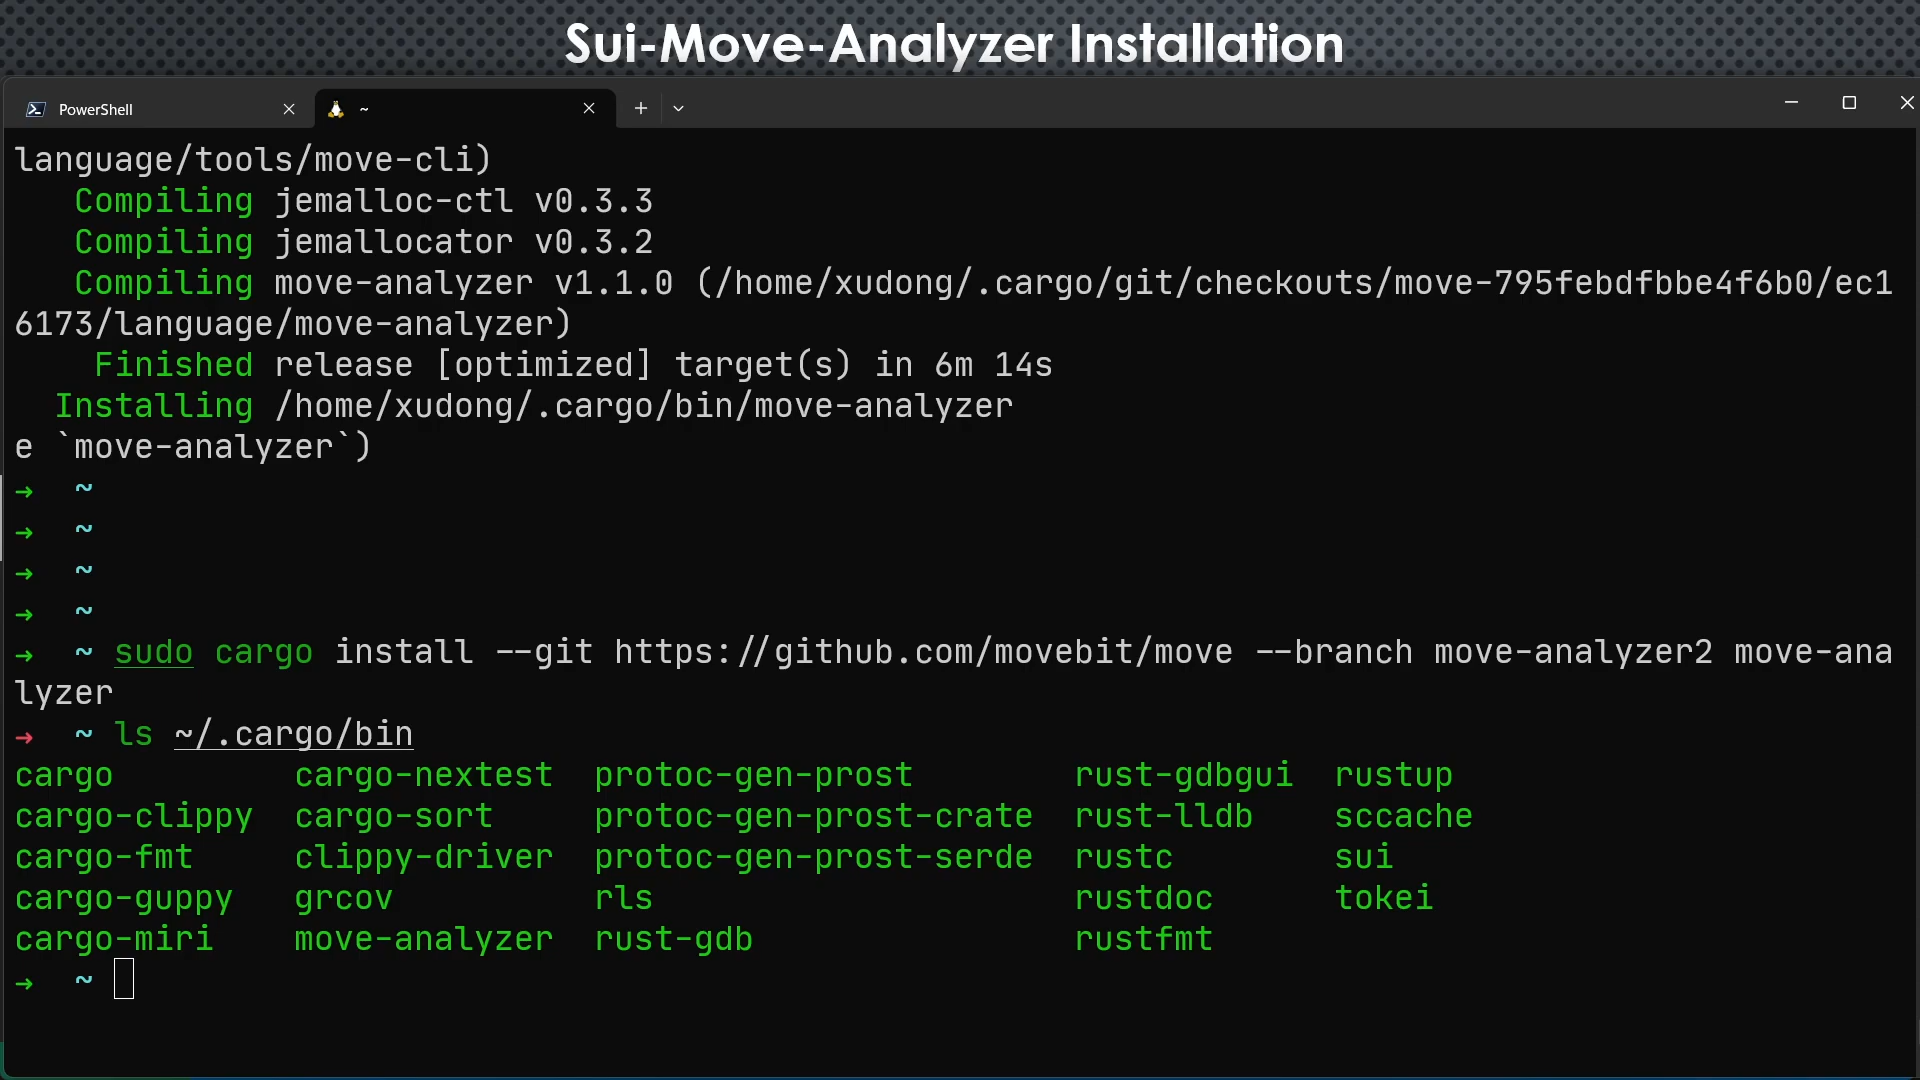 Sui-Move-Analyzer Installation
PowerShell
~
language/tools/move-cli)
Compiling jemalloc-ctl v0.3.3
Compiling jemallocator v0.3.2
Compiling move-analyzer v1.1.0 (/home/xudong/.cargo/git/checkouts/move-795febdfbbe4f6b0/ec1
6173/language/move-analyzer)
Finished release [optimized] target(s) in 6m 14s
Installing /home/xudong/.cargo/bin/move-analyzer
e `move-analyzer`)
→ ~
→ ~
→ ~
→ ~
→ ~ sudo cargo install --git https://github.com/movebit/move --branch move-analyzer2 move-ana
lyzer
→ ~ ls ~/.cargo/bin
cargo cargo-nextest protoc-gen-prost rust-gdbgui rustup
cargo-clippy cargo-sort protoc-gen-prost-crate rust-lldb sccache
cargo-fmt clippy-driver protoc-gen-prost-serde rustc sui
cargo-guppy grcov rls rustdoc tokei
cargo-miri move-analyzer rust-gdb rustfmt
→ ~